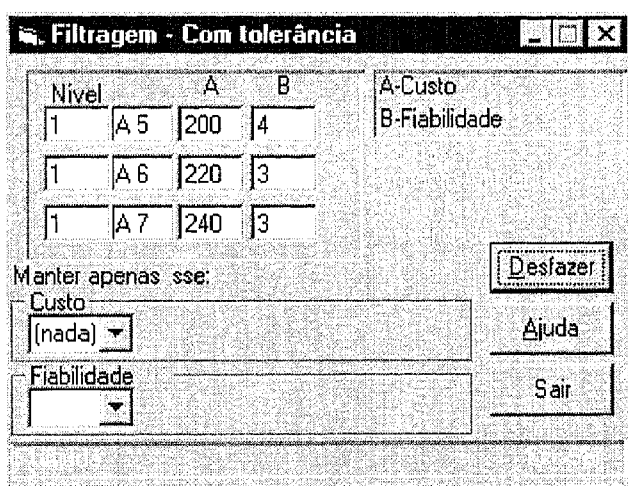 Filtragem - Com tolerância
Nivel A B
1 A 5 200 4
1 A 6 220 3
1 A 7 240 3
A-Custo
B-Fiabilidade
Manter apenas sse:
Custo
(nada)
Fiabilidade
Desfazer
Ajuda
Sair